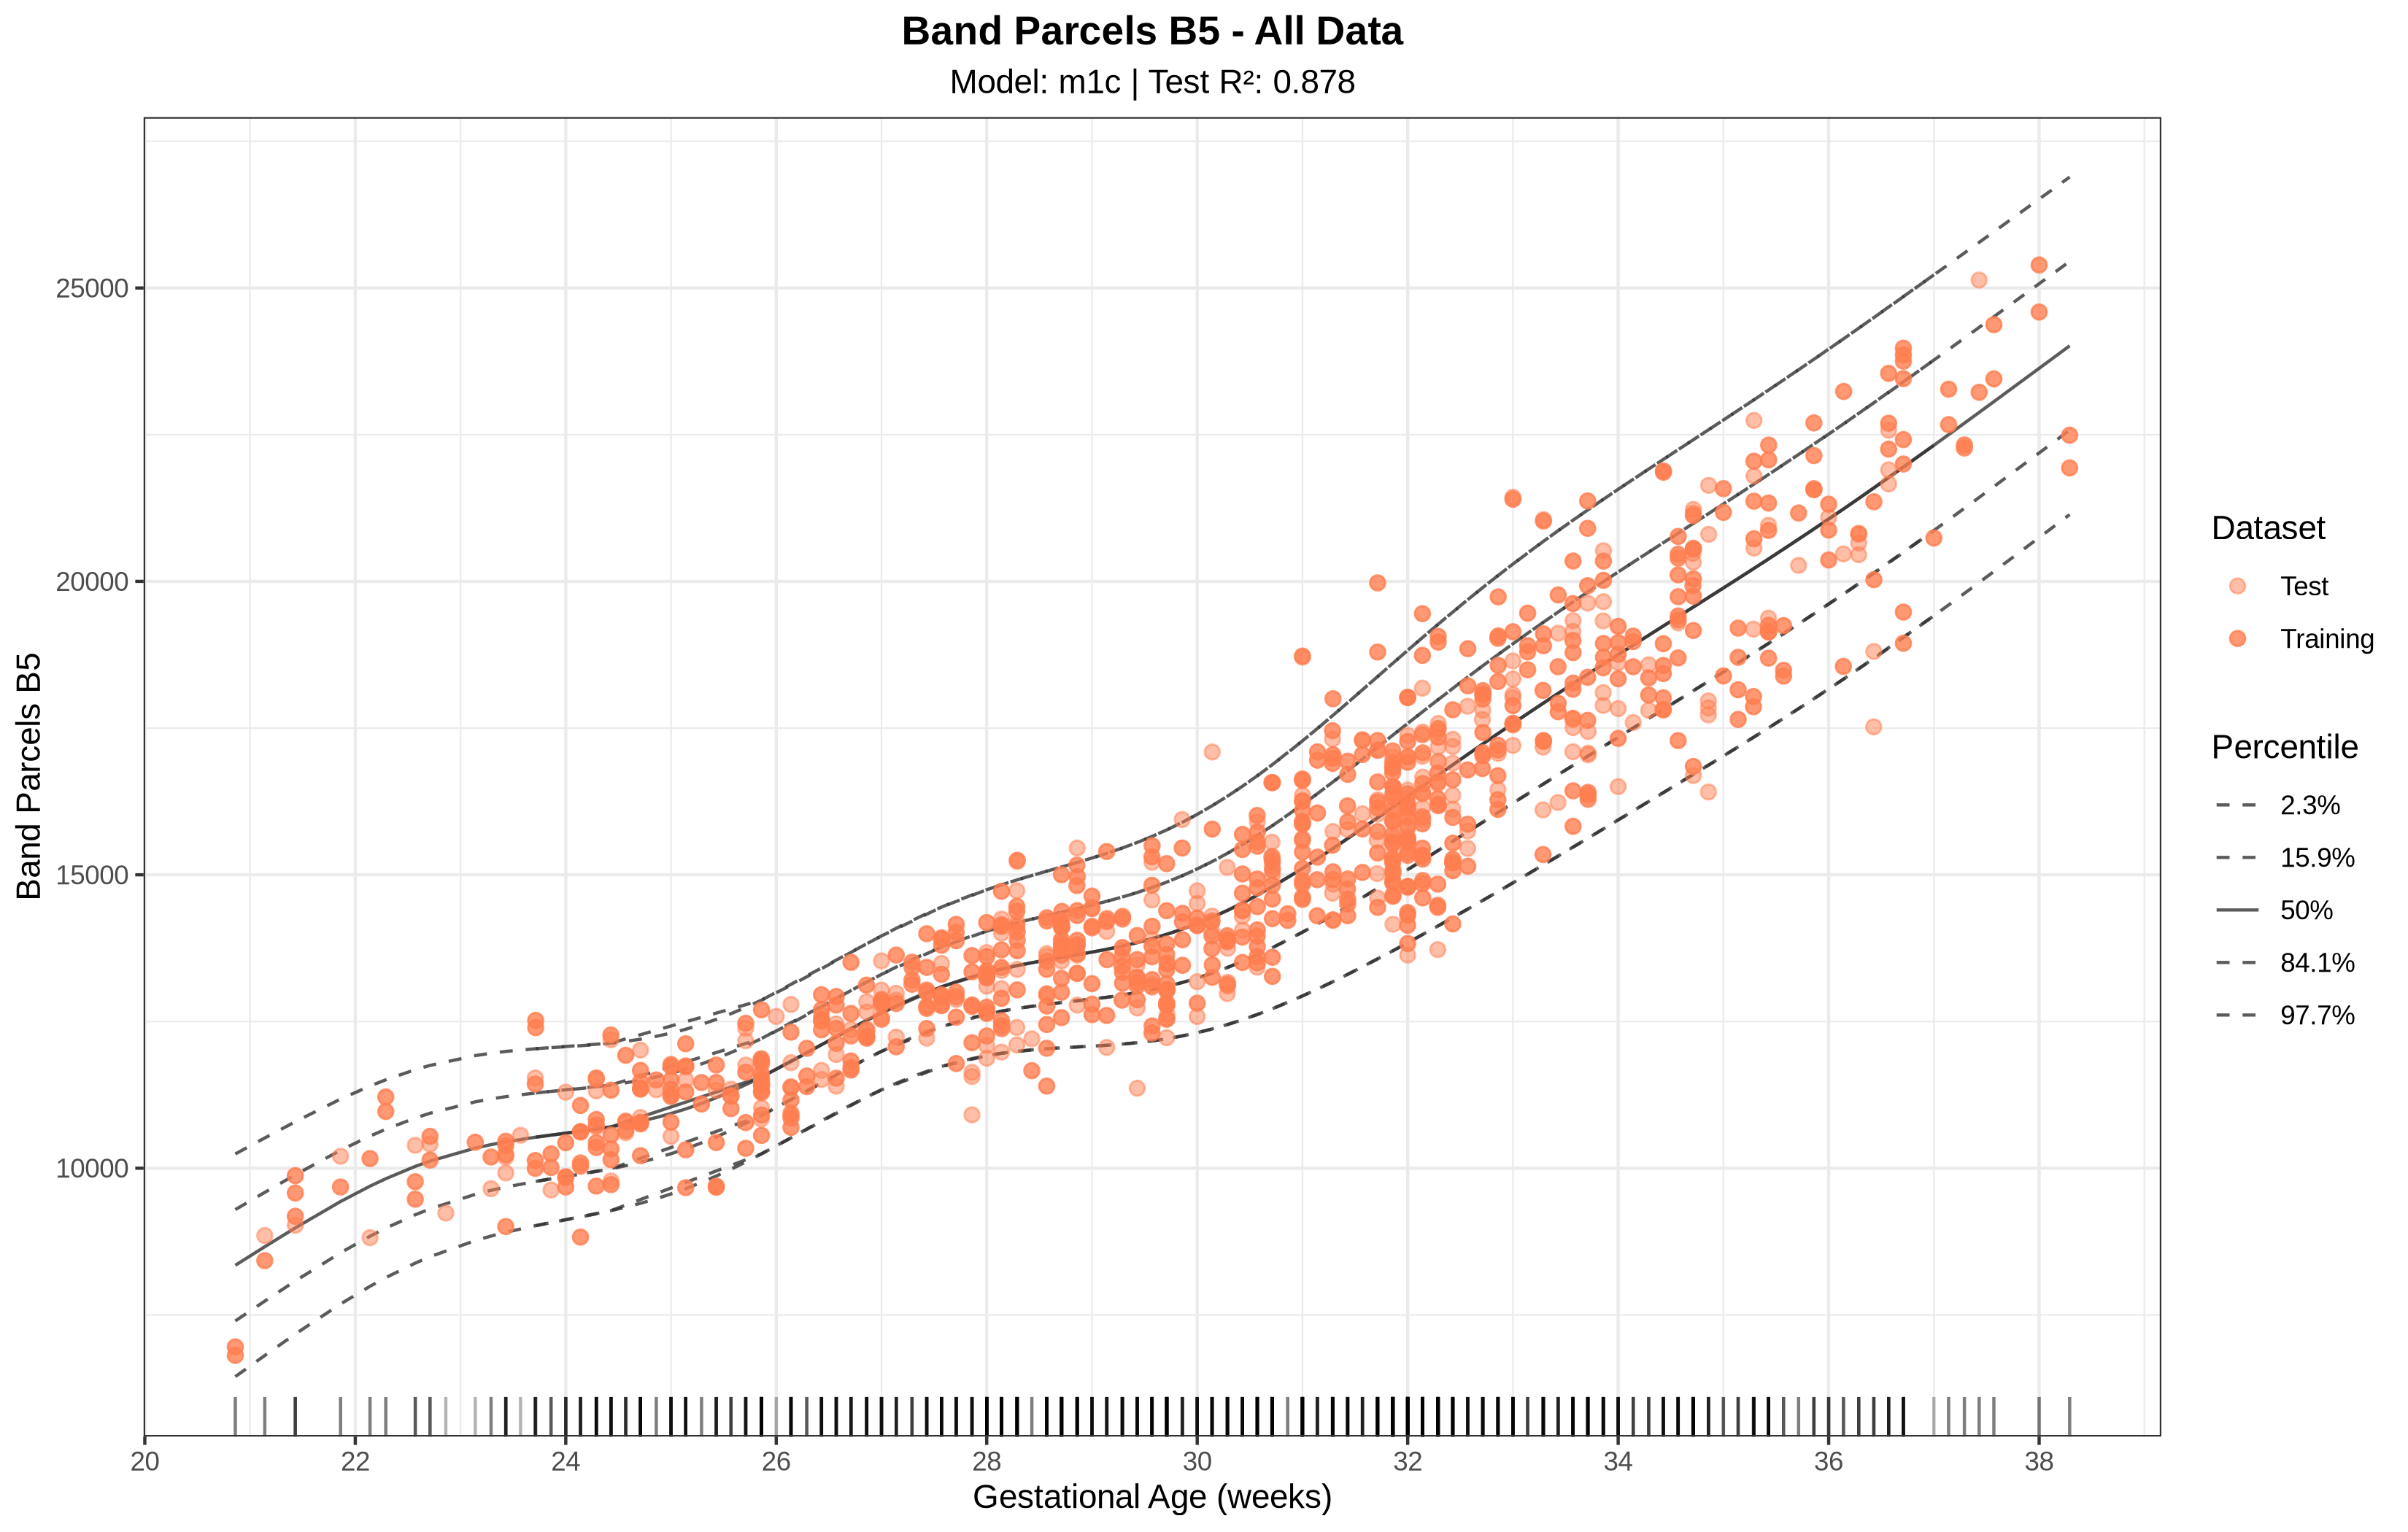 Band Parcels B5 - All Data
Model: m1c | Test R²: 0.878
Band Parcels B5
25000
20000
15000
10000
20 22 24 26 28 30 32 34 36 38
Gestational Age (weeks)
Dataset
Test
Training
Percentile
2.3%
15.9%
50%
84.1%
97.7%